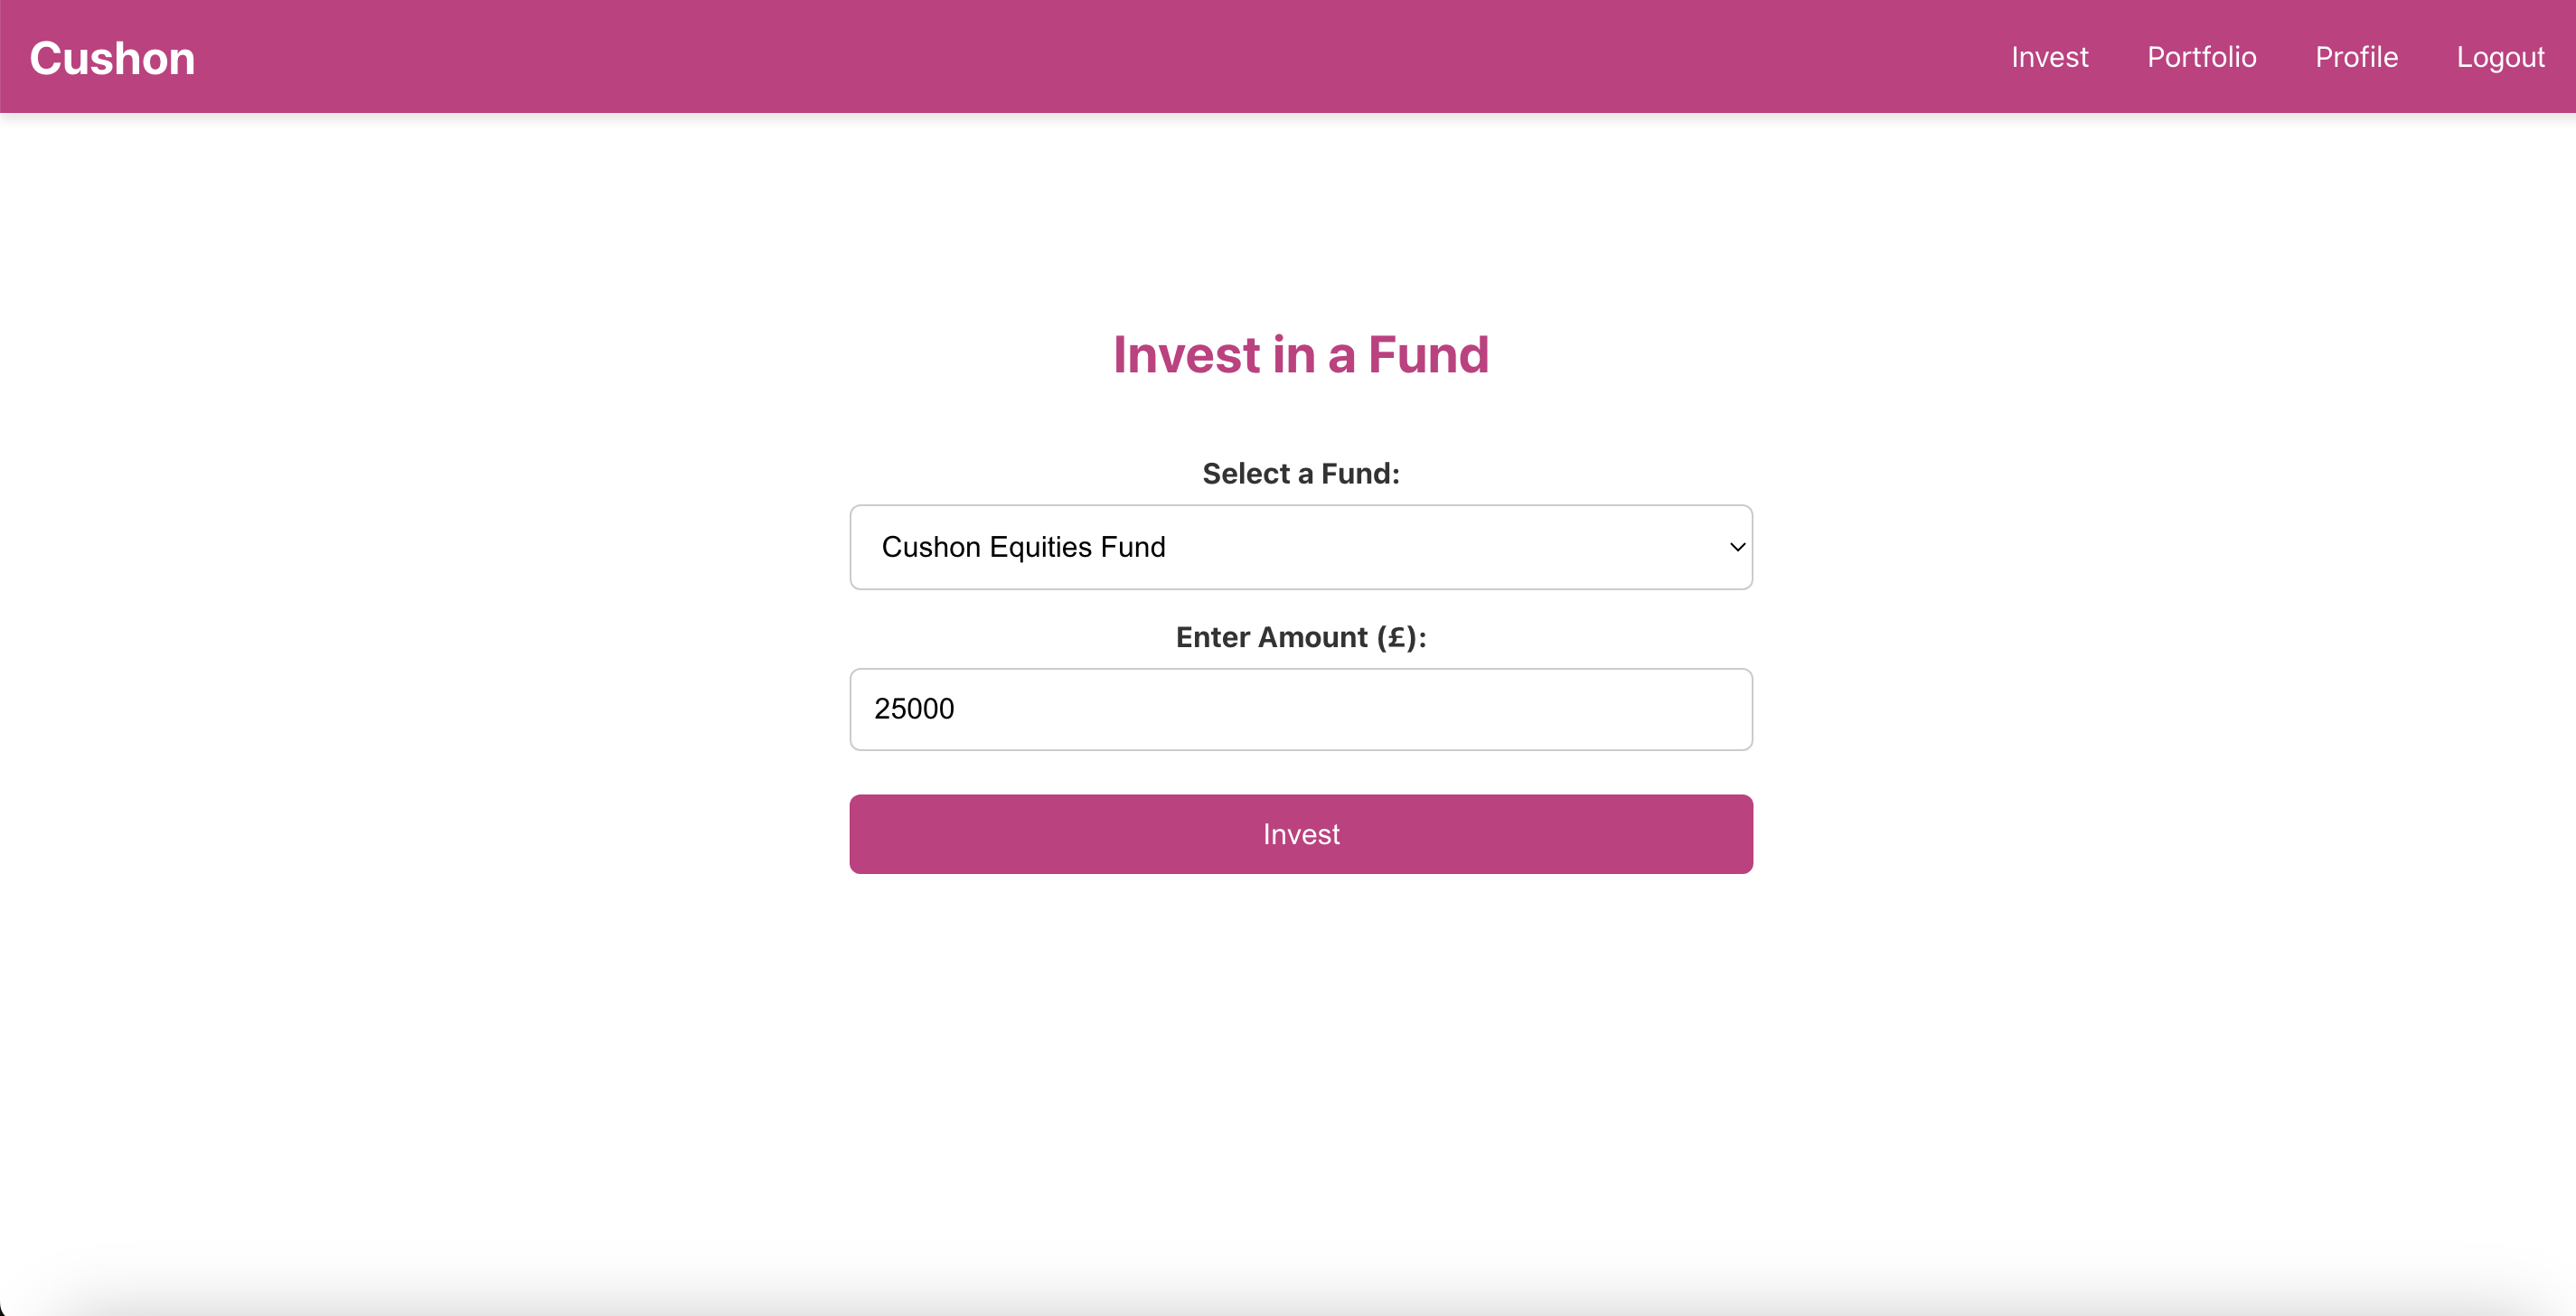 Cushon
Invest Portfolio Profile Logout
Invest in a Fund
Select a Fund:
Cushon Equities Fund
Enter Amount (£):
25000
Invest